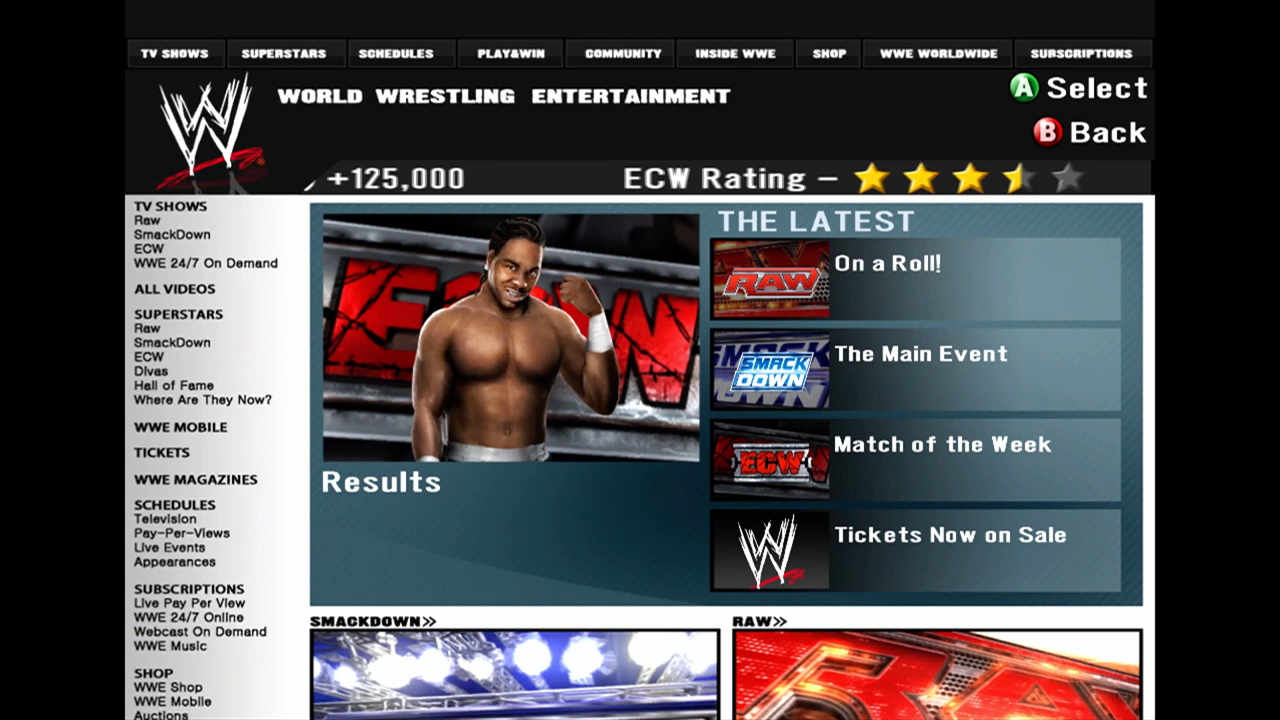 TV SHOWS SUPERSTARS SCHEDULES PLAY&WIN COMMUNITY INSIDE WWE SHOP WWE WORLDWIDE SUBSCRIPTIONS
WORLD WRESTLING ENTERTAINMENT
A Select
B Back
+125,000 ECW Rating –
TV SHOWS
Raw
SmackDown
ECW
WWE 24/7 On Demand
ALL VIDEOS
SUPERSTARS
Raw
SmackDown
ECW
Divas
Hall of Fame
Where Are They Now?
WWE MOBILE
TICKETS
WWE MAGAZINES
SCHEDULES
Television
Pay-Per-Views
Live Events
Appearances
SUBSCRIPTIONS
Live Pay Per View
WWE 24/7 Online
Webcast On Demand
WWE Music
SHOP
WWE Shop
WWE Mobile
Auctions
ECW
Results
THE LATEST
RAW
On a Roll!
SMACK
DOWN
The Main Event
ECW
Match of the Week
W
Tickets Now on Sale
SMACKDOWN>>
RAW>>
RAW